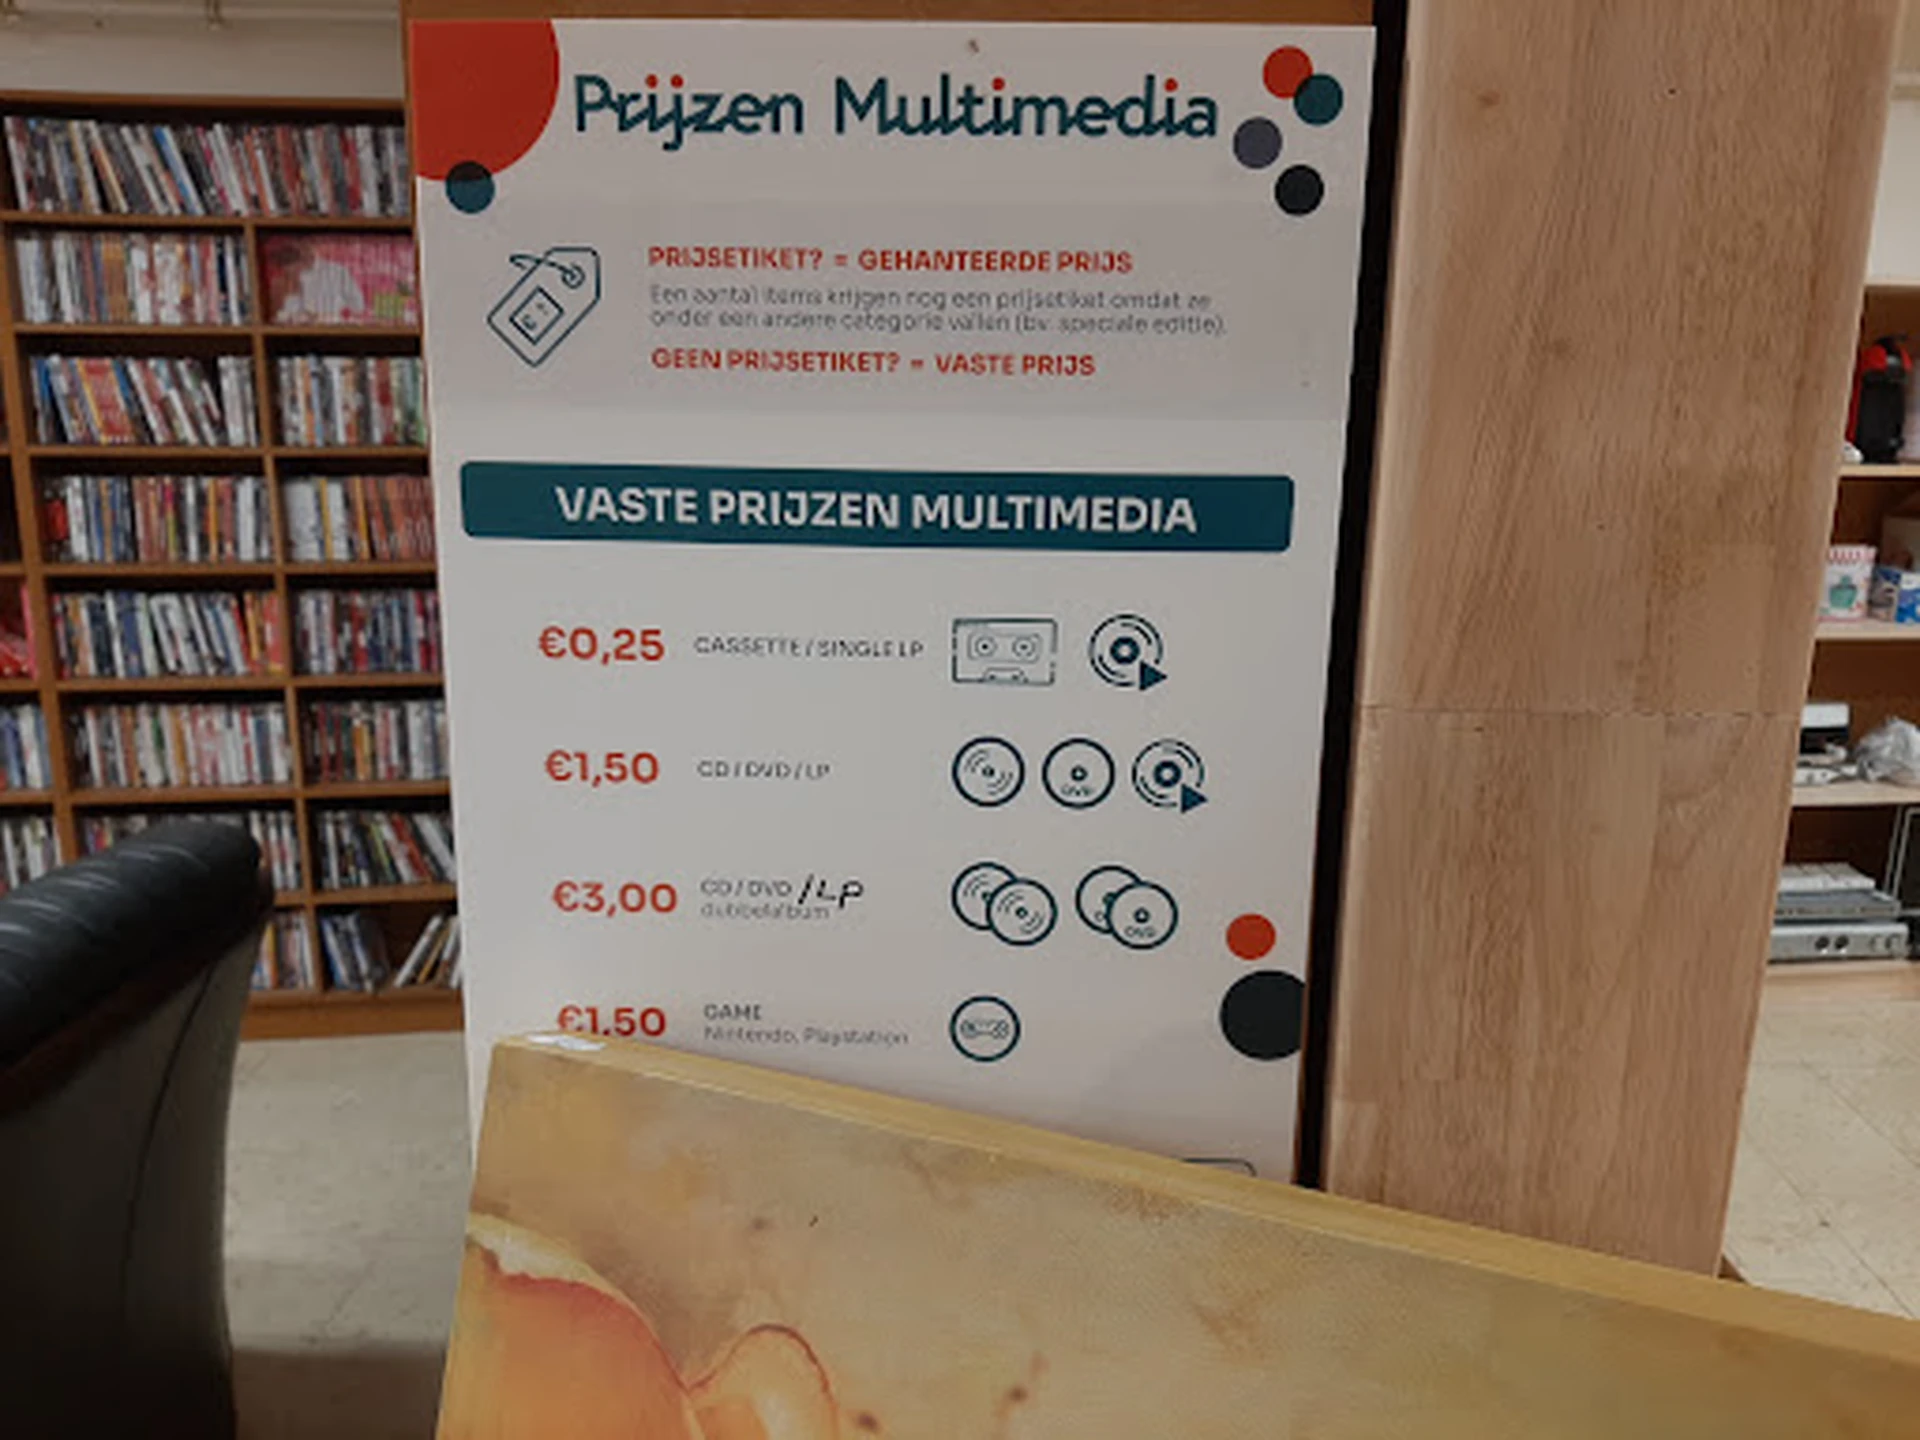 Prijzen Multimedia
PRIJSETIKET? = GEHANTEERDE PRIJS
Een aantal items krijgen nog een prijsetiket omdat ze
onder een andere categorie vallen (bv. speciale editie).
GEEN PRIJSETIKET? = VASTE PRIJS
VASTE PRIJZEN MULTIMEDIA
€0,25 CASSETTE / SINGLE LP
€1,50 CD / DVD / LP
DVD
€3,00 CD / DVD /LP
dubbelalbum
DVD
€1,50 GAME
Nintendo, Playstation